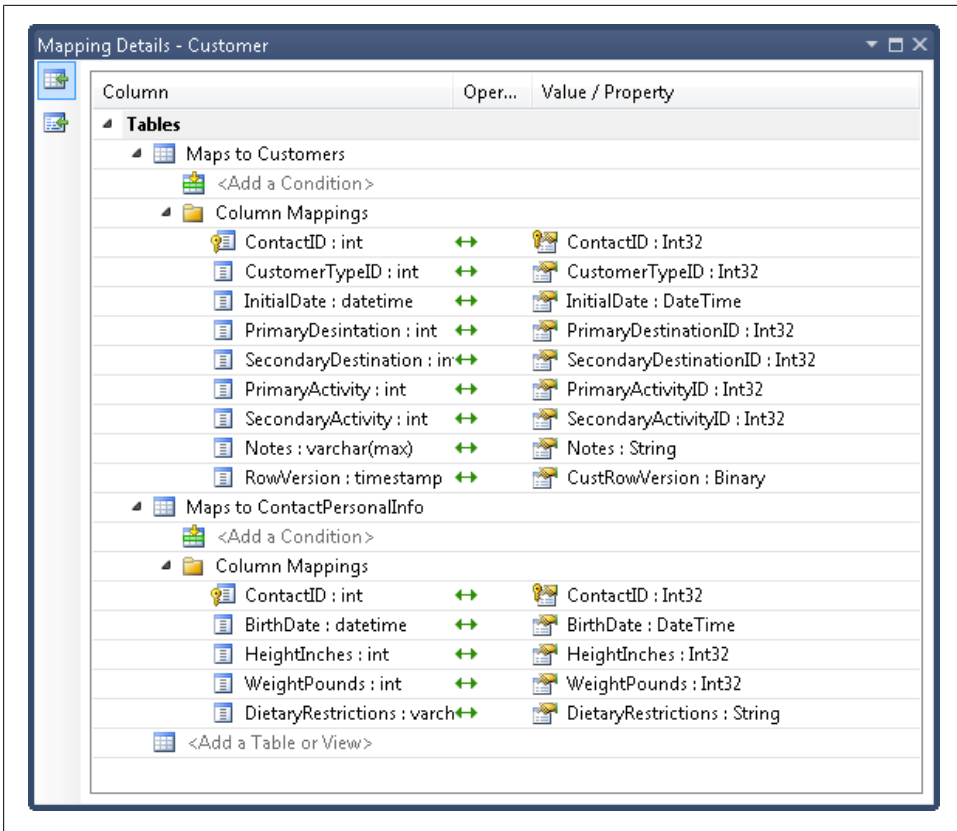 Mapping Details - Customer
Column Oper... Value / Property
Tables
Maps to Customers
<Add a Condition>
Column Mappings
ContactID : int ContactID : Int32
CustomerTypeID : int CustomerTypeID : Int32
InitialDate : datetime InitialDate : DateTime
PrimaryDesintation : int PrimaryDestinationID : Int32
SecondaryDestination : in SecondaryDestinationID : Int32
PrimaryActivity : int PrimaryActivityID : Int32
SecondaryActivity : int SecondaryActivityID : Int32
Notes : varchar(max) Notes : String
RowVersion : timestamp CustRowVersion : Binary
Maps to ContactPersonalInfo
<Add a Condition>
Column Mappings
ContactID : int ContactID : Int32
BirthDate : datetime BirthDate : DateTime
HeightInches : int HeightInches : Int32
WeightPounds : int WeightPounds : Int32
DietaryRestrictions : varch DietaryRestrictions : String
<Add a Table or View>